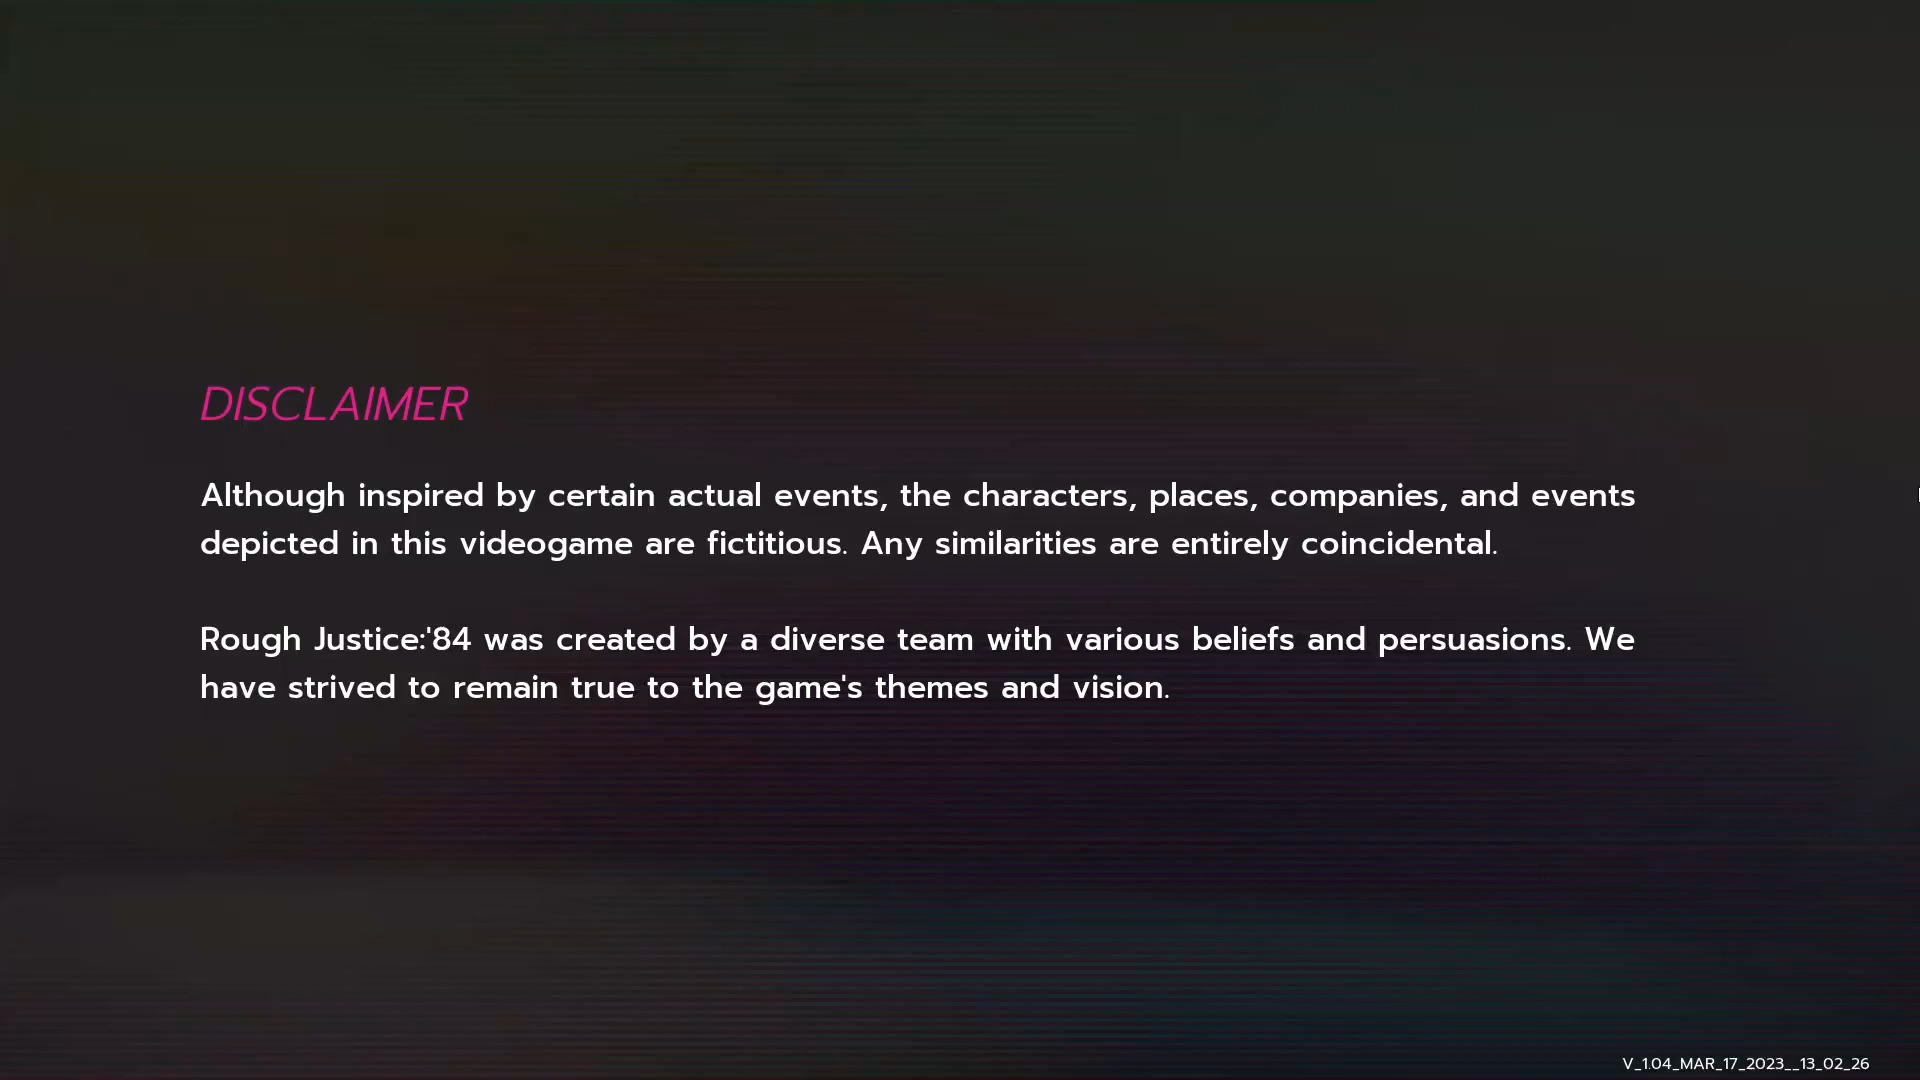 DISCLAIMER
Although inspired by certain actual events, the characters, places, companies, and events
depicted in this videogame are fictitious. Any similarities are entirely coincidental.
Rough Justice:'84 was created by a diverse team with various beliefs and persuasions. We
have strived to remain true to the game's themes and vision.
V_1.04_MAR_17_2023__13_02_26